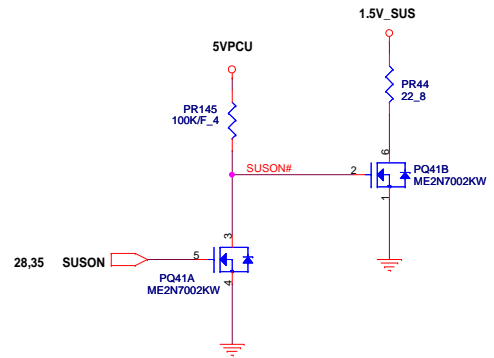 1.5V_SUS
5VPCU
PR44
22_8
PR145
100K/F_4
6
SUSON#
2
PQ41B
ME2N7002KW
1
3
28,35
SUSON
5
4
PQ41A
ME2N7002KW